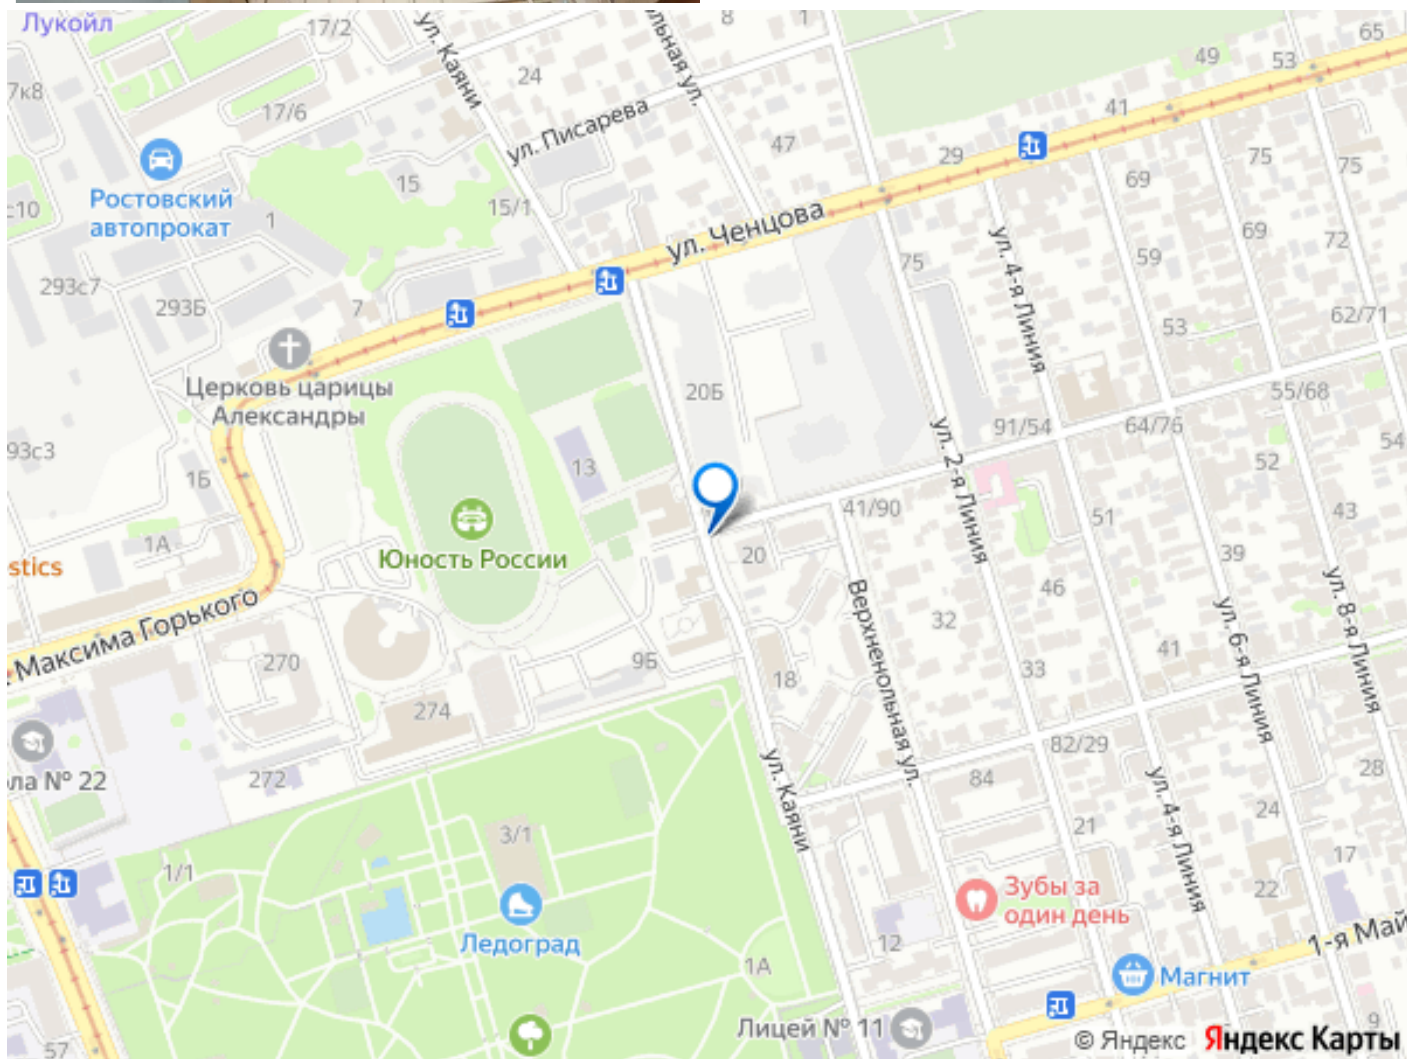 Лукойл
17/2
ул. Каяни
24
8
1
65
53
49
7к8
17/6
ул. Писарева
47
41
29
75
75
69
15
15/1
Ростовский
автопрокат
1
ул. Ченцова
69
72
59
ул. 4-я Линия
75
293с7
293Б
7
53
62/71
Церковь царицы
Александры
20Б
55/68
91/54
64/76
54
93с3
1Б
13
ул. 2-я Линия
52
43
1А
41/90
51
Юность России
20
39
stics
46
Максима Горького
Верхненольная ул.
32
ул. 6-я Линия
ул. 8-я Линия
270
9Б
33
41
18
274
82/29
ла № 22
272
ул. Каяни
84
ул. 4-я Линия
28
24
21
3/1
17
1/1
22
Зубы за
один день
Ледоград
12
1-я Май
1А
Магнит
Лицей № 11
9
57
© Яндекс Яндекс Карты